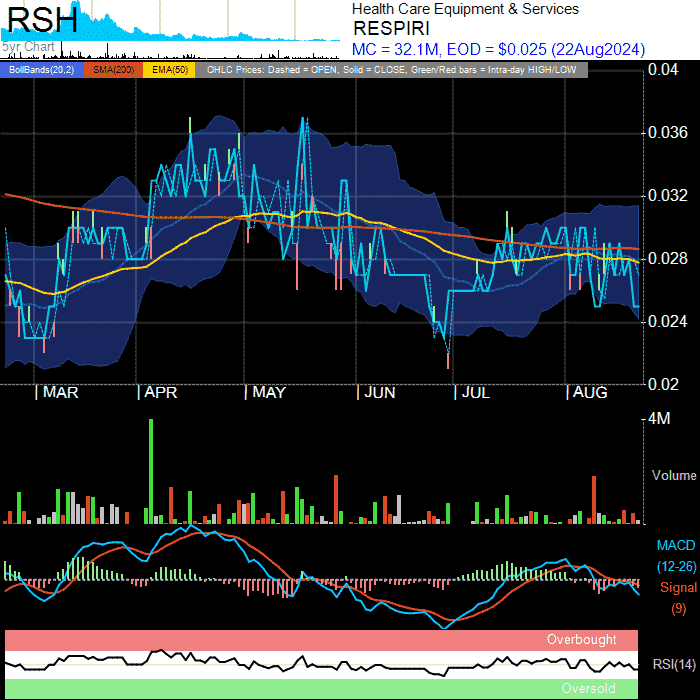 RSH
5yr Chart
Health Care Equipment & Services
RESPIRI
MC = 32.1M, EOD = $0.025 (22Aug2024)
BollBands(20,2) SMA(200) EMA(50) OHLC Prices: Dashed = OPEN, Solid = CLOSE, Green/Red bars = Intra-day HIGH/LOW
0.04
0.036
0.032
0.028
0.024
0.02
| MAR | APR | MAY | JUN | JUL | AUG
4M
Volume
MACD
(12-26)
Signal
(9)
Overbought
RSI(14)
Oversold